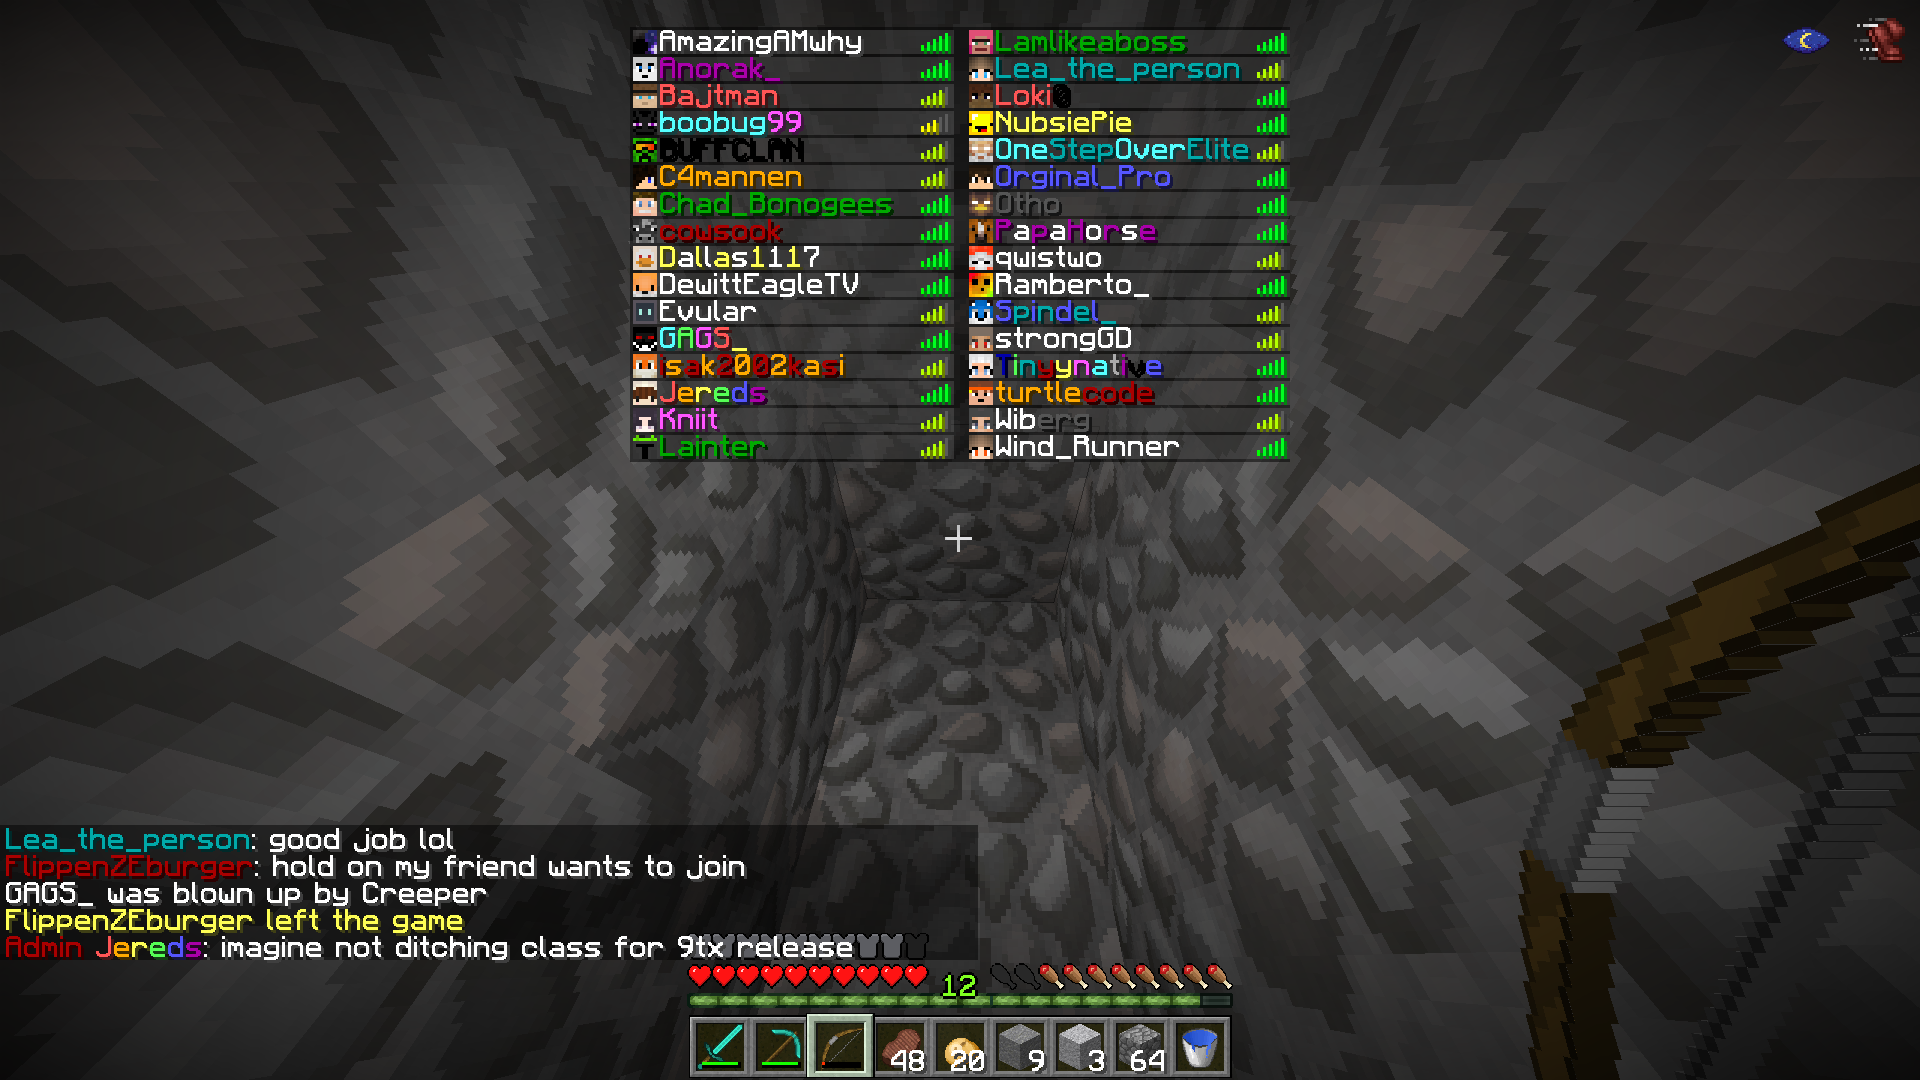 AmazingAMwhy
Anorak_
Bajtman
boobug99
BUFFCLAN
C4mannen
Chad_Bonogees
cowsook
Dallas1117
DewittEagleTV
Evular
GAGS_
isak2002kasi
Jereds
Kniit
Lainter
Lamlikeaboss
Lea_the_person
Loki0
NubsiePie
OneStepOverElite
Orginal_Pro
Otho
PapaHorse
qwistwo
Ramberto_
Spindel_
strongGD
Tinyynative
turtlecode
Wiberg
Wind_Runner
Lea_the_person: good job lol
FlippenZEburger: hold on my friend wants to join
GAGS_ was blown up by Creeper
FlippenZEburger left the game
Admin Jereds: imagine not ditching class for 9tx release
12
48 20 9 3 64